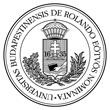 UNIVERSITAS BUDAPESTINENSIS DE ROLANDO EÖTVÖS NOMINATA